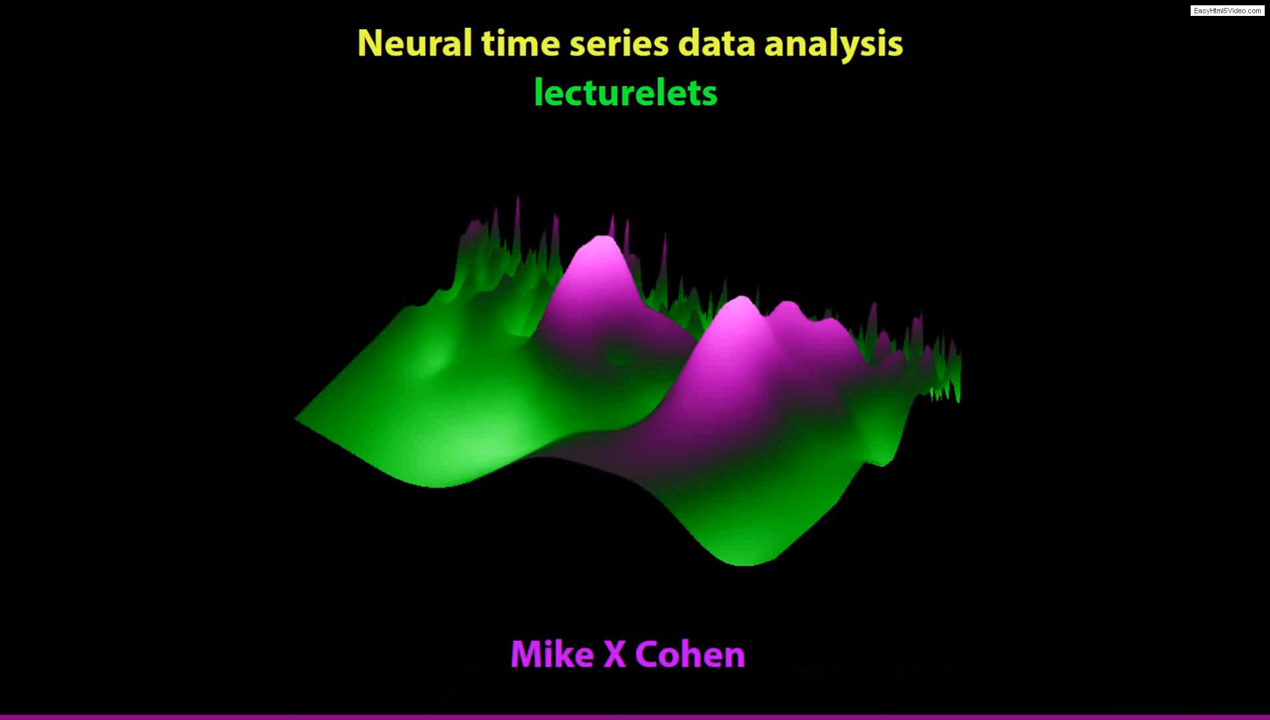 EasyHtml5Video.com
Neural time series data analysis
lecturelets
Mike X Cohen